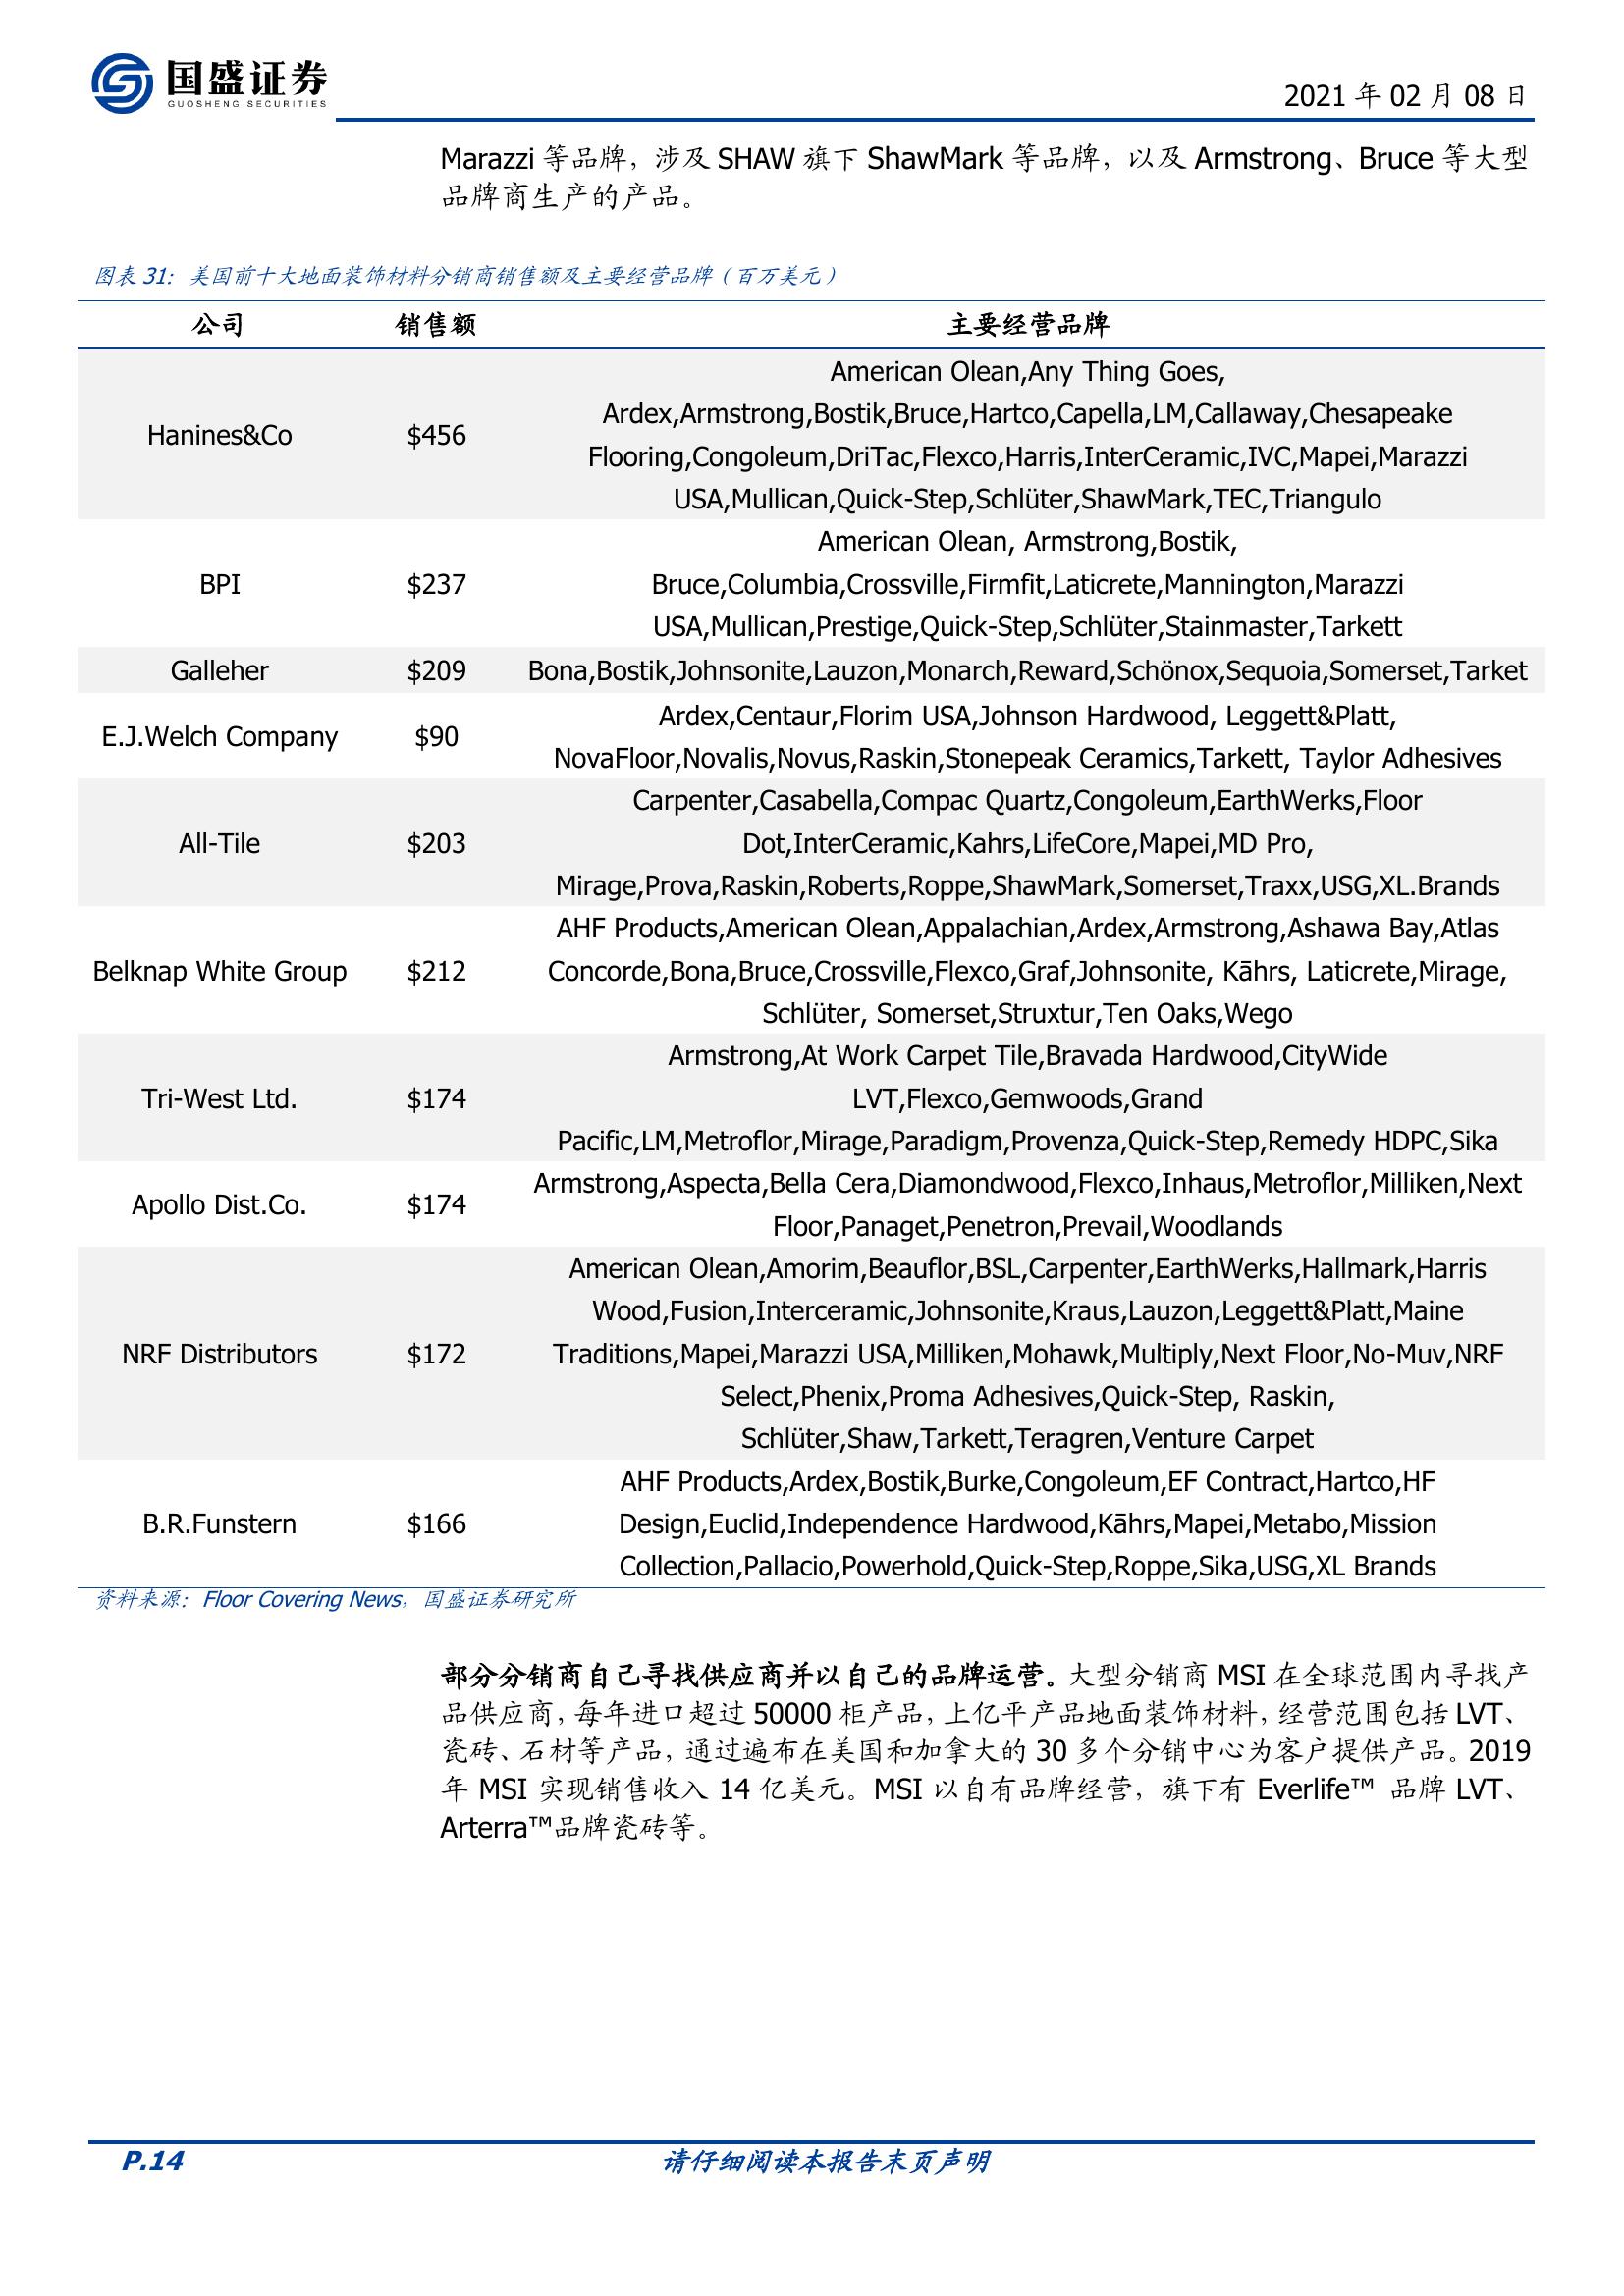 国盛证券
GUOSHENG SECURITIES
2021 年 02 月 08 日
Marazzi 等品牌，涉及 SHAW 旗下 ShawMark 等品牌，以及 Armstrong、Bruce 等大型
品牌商生产的产品。
图表 31：美国前十大地面装饰材料分销商销售额及主要经营品牌（百万美元）
公司 销售额 主要经营品牌
American Olean,Any Thing Goes,
Ardex,Armstrong,Bostik,Bruce,Hartco,Capella,LM,Callaway,Chesapeake
Hanines&Co $456
Flooring,Congoleum,DriTac,Flexco,Harris,InterCeramic,IVC,Mapei,Marazzi
USA,Mullican,Quick-Step,Schlüter,ShawMark,TEC,Triangulo
American Olean, Armstrong,Bostik,
BPI $237 Bruce,Columbia,Crossville,Firmfit,Laticrete,Mannington,Marazzi
USA,Mullican,Prestige,Quick-Step,Schlüter,Stainmaster,Tarkett
Galleher $209 Bona,Bostik,Johnsonite,Lauzon,Monarch,Reward,Schönox,Sequoia,Somerset,Tarket
Ardex,Centaur,Florim USA,Johnson Hardwood, Leggett&Platt,
E.J.Welch Company $90
NovaFloor,Novalis,Novus,Raskin,Stonepeak Ceramics,Tarkett, Taylor Adhesives
Carpenter,Casabella,Compac Quartz,Congoleum,EarthWerks,Floor
All-Tile $203 Dot,InterCeramic,Kahrs,LifeCore,Mapei,MD Pro,
Mirage,Prova,Raskin,Roberts,Roppe,ShawMark,Somerset,Traxx,USG,XL.Brands
AHF Products,American Olean,Appalachian,Ardex,Armstrong,Ashawa Bay,Atlas
Belknap White Group $212 Concorde,Bona,Bruce,Crossville,Flexco,Graf,Johnsonite, Kāhrs, Laticrete,Mirage,
Schlüter, Somerset,Struxtur,Ten Oaks,Wego
Armstrong,At Work Carpet Tile,Bravada Hardwood,CityWide
Tri-West Ltd. $174 LVT,Flexco,Gemwoods,Grand
Pacific,LM,Metroflor,Mirage,Paradigm,Provenza,Quick-Step,Remedy HDPC,Sika
Armstrong,Aspecta,Bella Cera,Diamondwood,Flexco,Inhaus,Metroflor,Milliken,Next
Apollo Dist.Co. $174
Floor,Panaget,Penetron,Prevail,Woodlands
American Olean,Amorim,Beauflor,BSL,Carpenter,EarthWerks,Hallmark,Harris
Wood,Fusion,Interceramic,Johnsonite,Kraus,Lauzon,Leggett&Platt,Maine
NRF Distributors $172 Traditions,Mapei,Marazzi USA,Milliken,Mohawk,Multiply,Next Floor,No-Muv,NRF
Select,Phenix,Proma Adhesives,Quick-Step, Raskin,
Schlüter,Shaw,Tarkett,Teragren,Venture Carpet
AHF Products,Ardex,Bostik,Burke,Congoleum,EF Contract,Hartco,HF
B.R.Funstern $166 Design,Euclid,Independence Hardwood,Kāhrs,Mapei,Metabo,Mission
Collection,Pallacio,Powerhold,Quick-Step,Roppe,Sika,USG,XL Brands
资料来源：Floor Covering News，国盛证券研究所
部分分销商自己寻找供应商并以自己的品牌运营。大型分销商 MSI 在全球范围内寻找产
品供应商，每年进口超过 50000 柜产品，上亿平产品地面装饰材料，经营范围包括 LVT、
瓷砖、石材等产品，通过遍布在美国和加拿大的 30 多个分销中心为客户提供产品。2019
年 MSI 实现销售收入 14 亿美元。MSI 以自有品牌经营，旗下有 Everlife™ 品牌 LVT、
Arterra™品牌瓷砖等。
P.14 请仔细阅读本报告末页声明